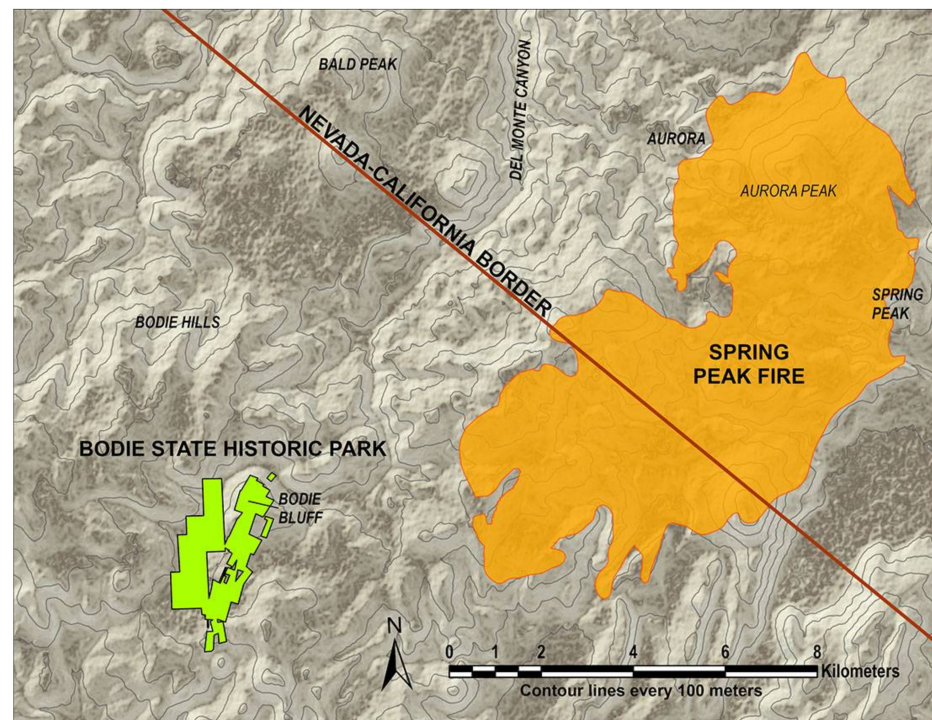 BALD PEAK
DEL MONTE CANYON
NEVADA-CALIFORNIA BORDER
AURORA
AURORA PEAK
SPRING
PEAK
BODIE HILLS
SPRING
PEAK FIRE
BODIE STATE HISTORIC PARK
BODIE
BLUFF
N
0 2 4 6 8
Kilometers
Contour lines every 100 meters